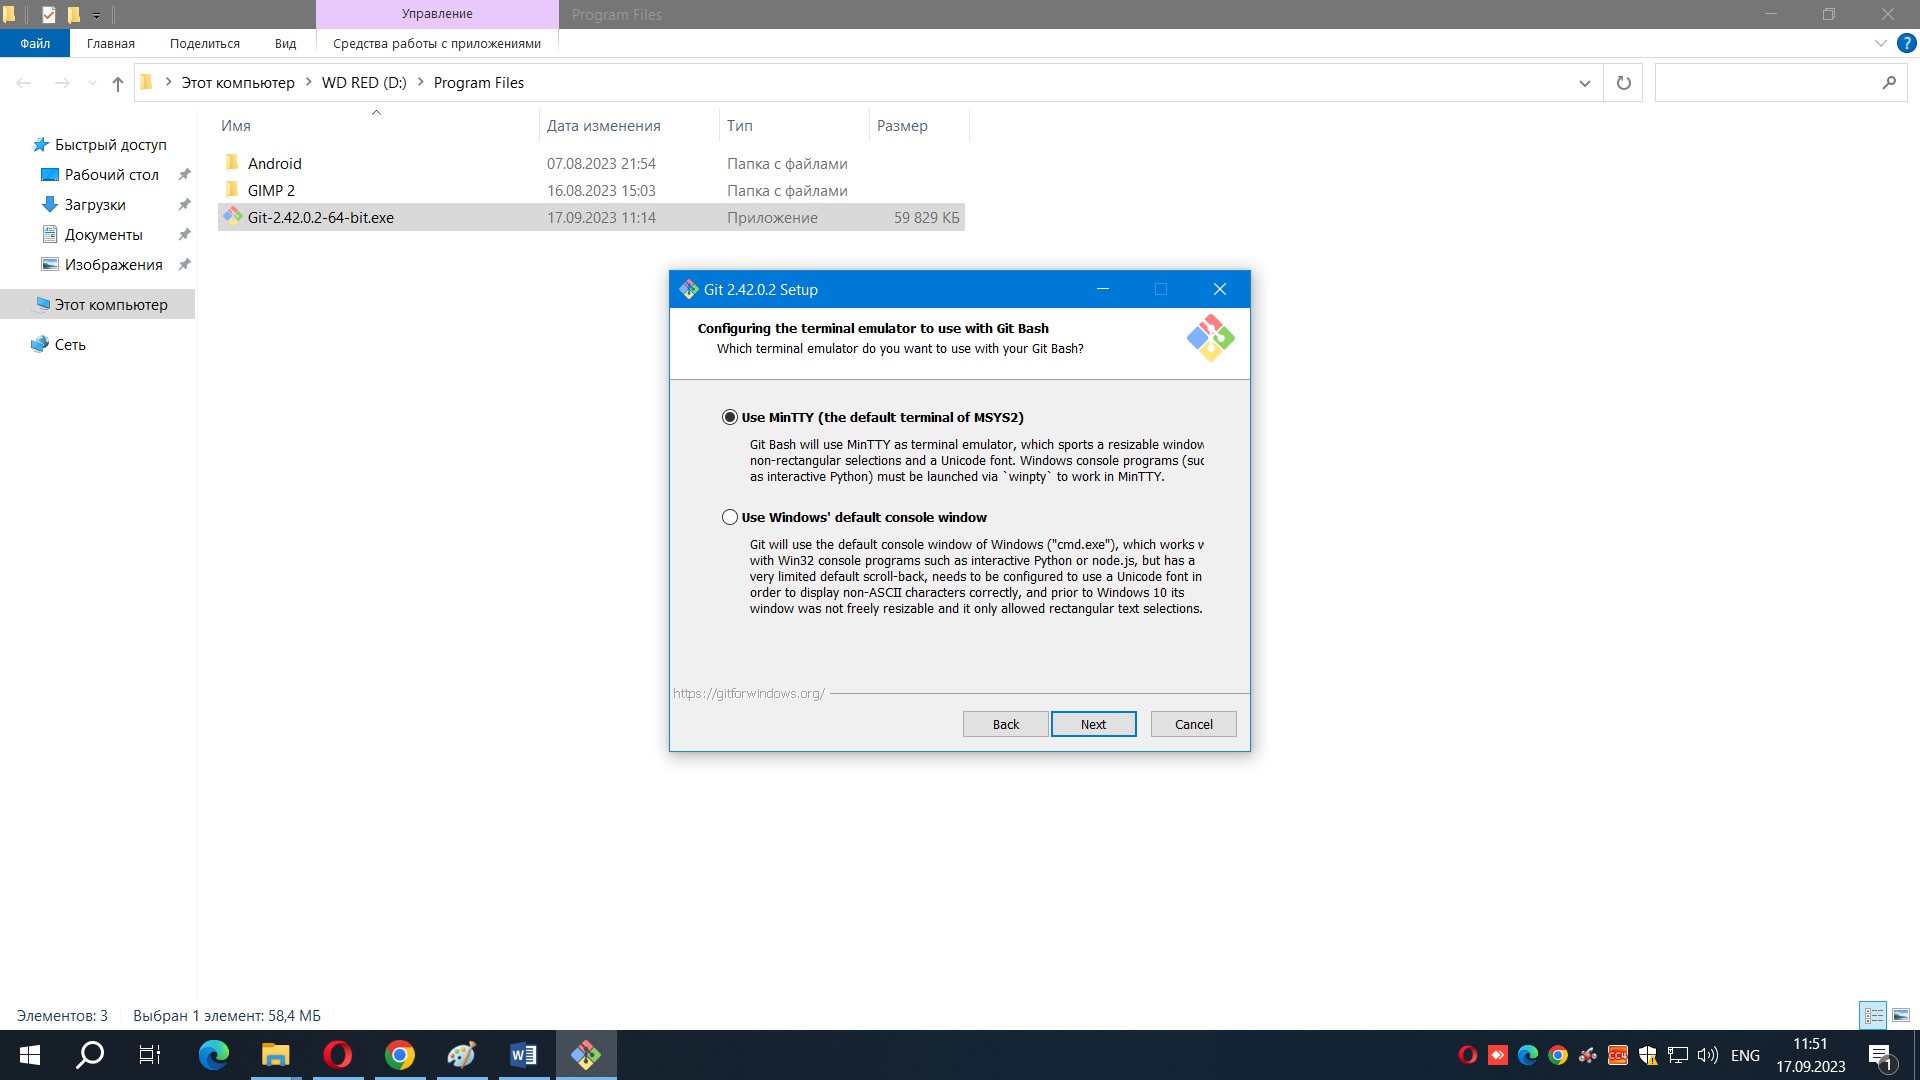 Управление
Program Files
Файл
Главная
Поделиться
Вид
Средства работы с приложениями
?
Этот компьютер
WD RED (D:)
Program Files
Имя
Дата изменения
Тип
Размер
Быстрый доступ
Рабочий стол
Загрузки
Документы
Изображения
Этот компьютер
Сеть
Android 07.08.2023 21:54 Папка с файлами
GIMP 2 16.08.2023 15:03 Папка с файлами
Git-2.42.0.2-64-bit.exe 17.09.2023 11:14 Приложение 59 829 КБ
Git 2.42.0.2 Setup
Configuring the terminal emulator to use with Git Bash
Which terminal emulator do you want to use with your Git Bash?
Use MinTTY (the default terminal of MSYS2)
Git Bash will use MinTTY as terminal emulator, which sports a resizable window
non-rectangular selections and a Unicode font. Windows console programs (suc
as interactive Python) must be launched via `winpty` to work in MinTTY.
Use Windows' default console window
Git will use the default console window of Windows ("cmd.exe"), which works w
with Win32 console programs such as interactive Python or node.js, but has a
very limited default scroll-back, needs to be configured to use a Unicode font in
order to display non-ASCII characters correctly, and prior to Windows 10 its
window was not freely resizable and it only allowed rectangular text selections.
https://gitforwindows.org/
Back
Next
Cancel
Элементов: 3
Выбран 1 элемент: 58,4 МБ
ENG
11:51
17.09.2023
1